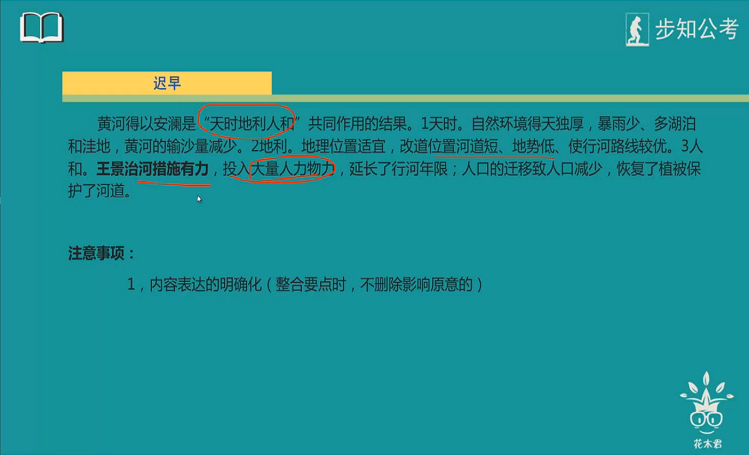 步知公考
迟早
黄河得以安澜是“天时地利人和”共同作用的结果。1天时。自然环境得天独厚，暴雨少、多湖泊
和洼地，黄河的输沙量减少。2地利。地理位置适宜，改道位置河道短、地势低、使行河路线较优。3人
和。王景治河措施有力，投入大量人力物力，延长了行河年限；人口的迁移致人口减少，恢复了植被保
护了河道。
注意事项：
1，内容表达的明确化（整合要点时，不删除影响原意的）
花木君